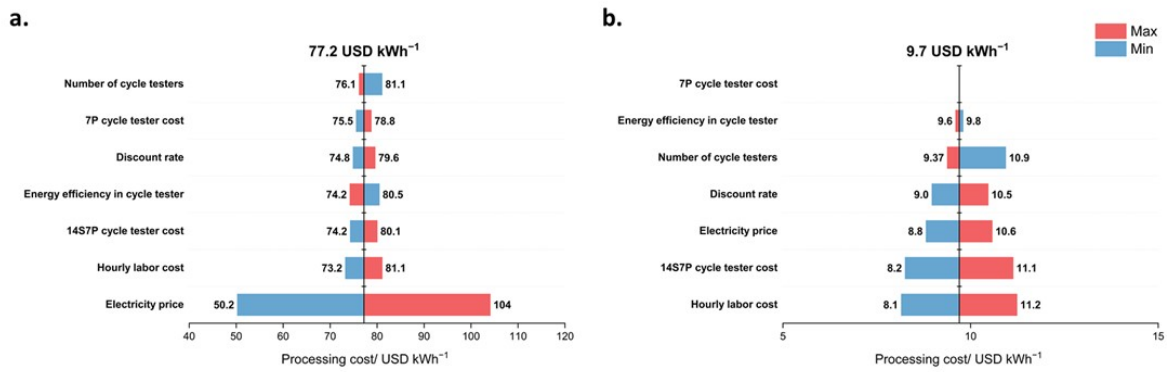 a.
77.2 USD kWh⁻¹
Number of cycle testers
76.1
81.1
7P cycle tester cost
75.5
78.8
Discount rate
74.8
79.6
Energy efficiency in cycle tester
74.2
80.5
14S7P cycle tester cost
74.2
80.1
Hourly labor cost
73.2
81.1
Electricity price
50.2
104
40 50 60 70 80 90 100 110 120
Processing cost/ USD kWh⁻¹
b.
Max
Min
9.7 USD kWh⁻¹
7P cycle tester cost
Energy efficiency in cycle tester
9.6
9.8
Number of cycle testers
9.37
10.9
Discount rate
9.0
10.5
Electricity price
8.8
10.6
14S7P cycle tester cost
8.2
11.1
Hourly labor cost
8.1
11.2
5 10 15
Processing cost/ USD kWh⁻¹